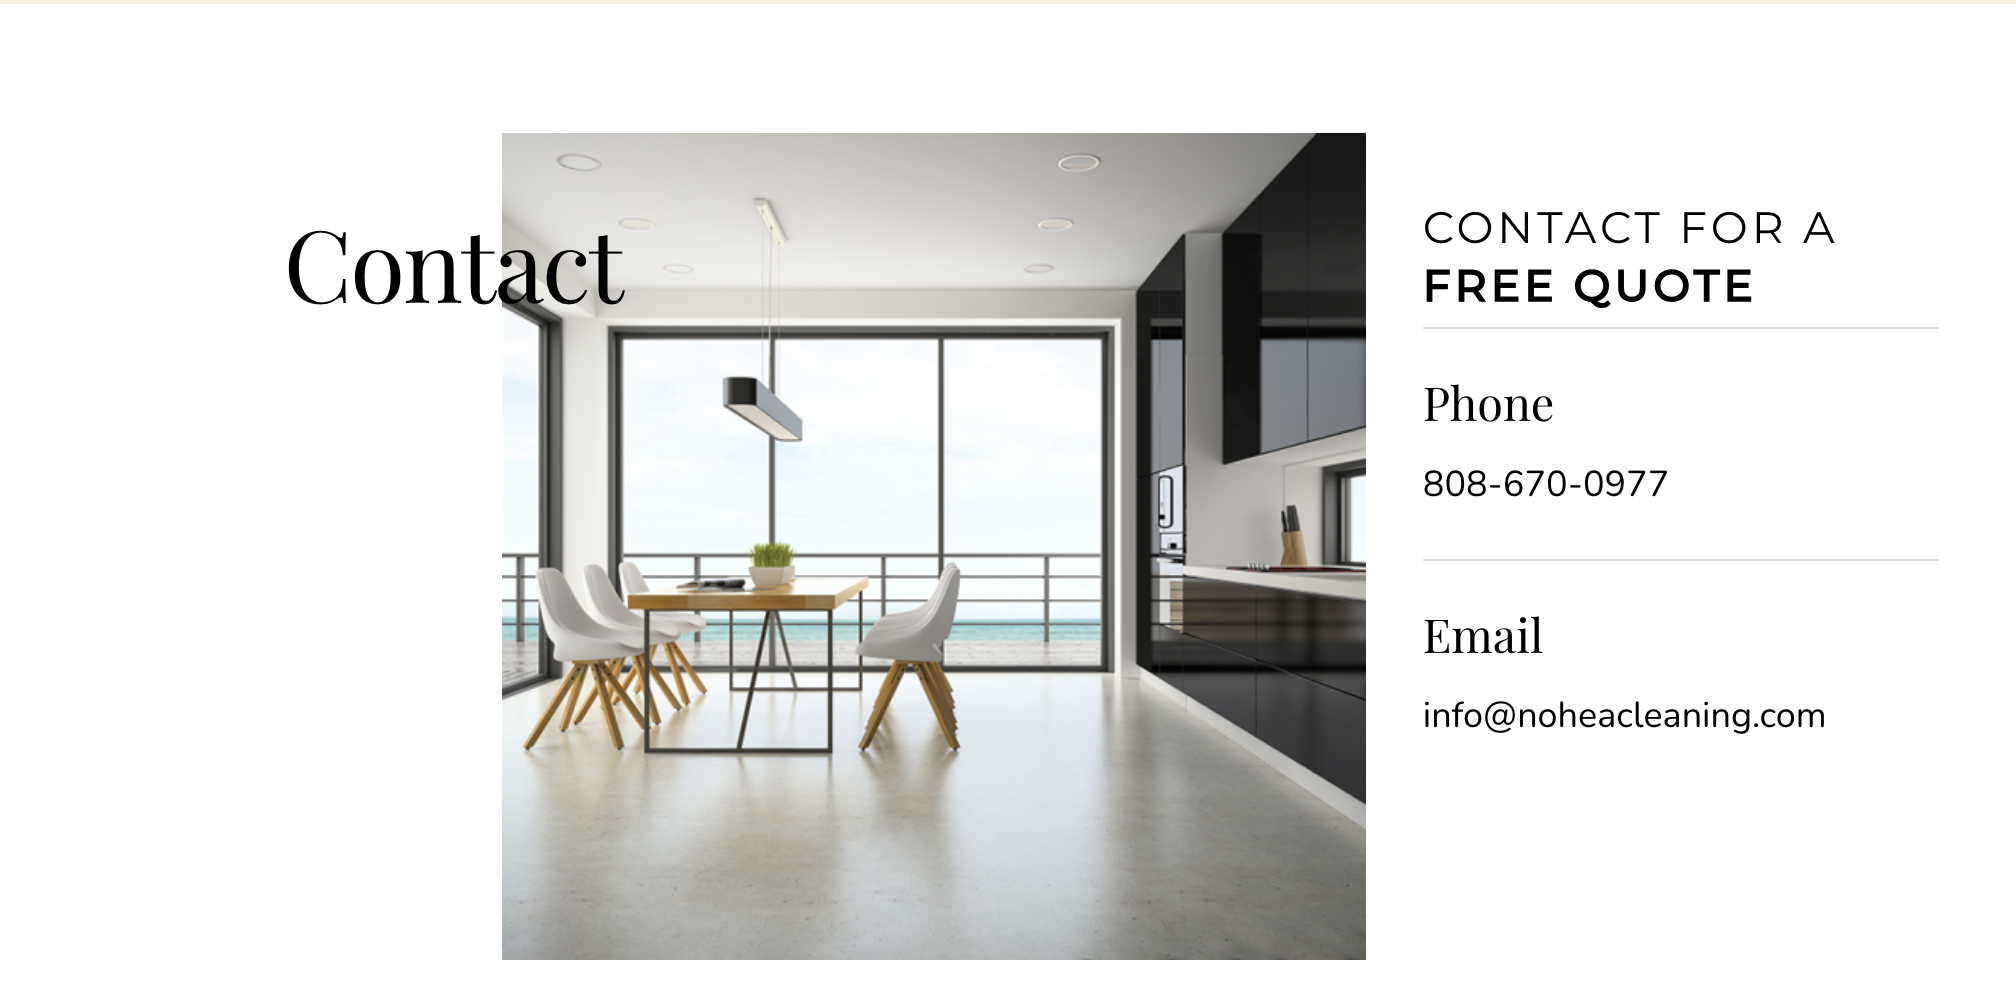 Contact
CONTACT FOR A
FREE QUOTE
Phone
808-670-0977
Email
info@noheacleaning.com